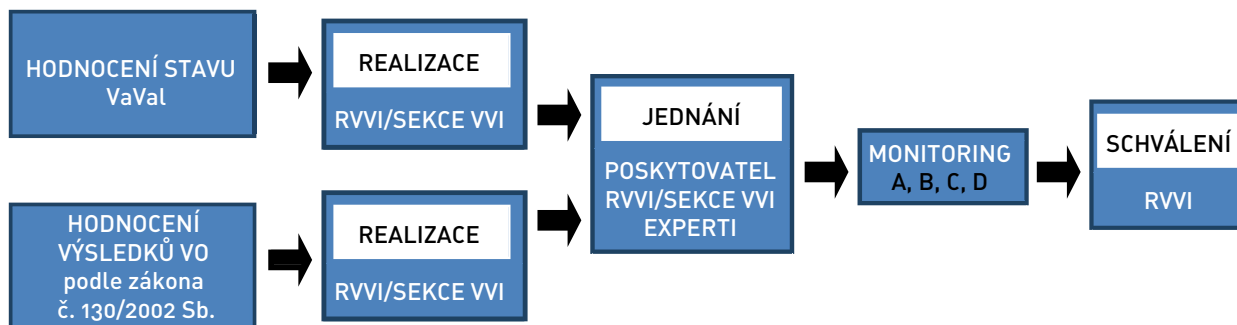 HODNOCENÍ STAVU
VaVaI
REALIZACE
RVVI/SEKCE VVI
HODNOCENÍ
VÝSLEDKŮ VO
podle zákona
č. 130/2002 Sb.
REALIZACE
RVVI/SEKCE VVI
JEDNÁNÍ
POSKYTOVATEL
RVVI/SEKCE VVI
EXPERTI
MONITORING
A, B, C, D
SCHVÁLENÍ
RVVI